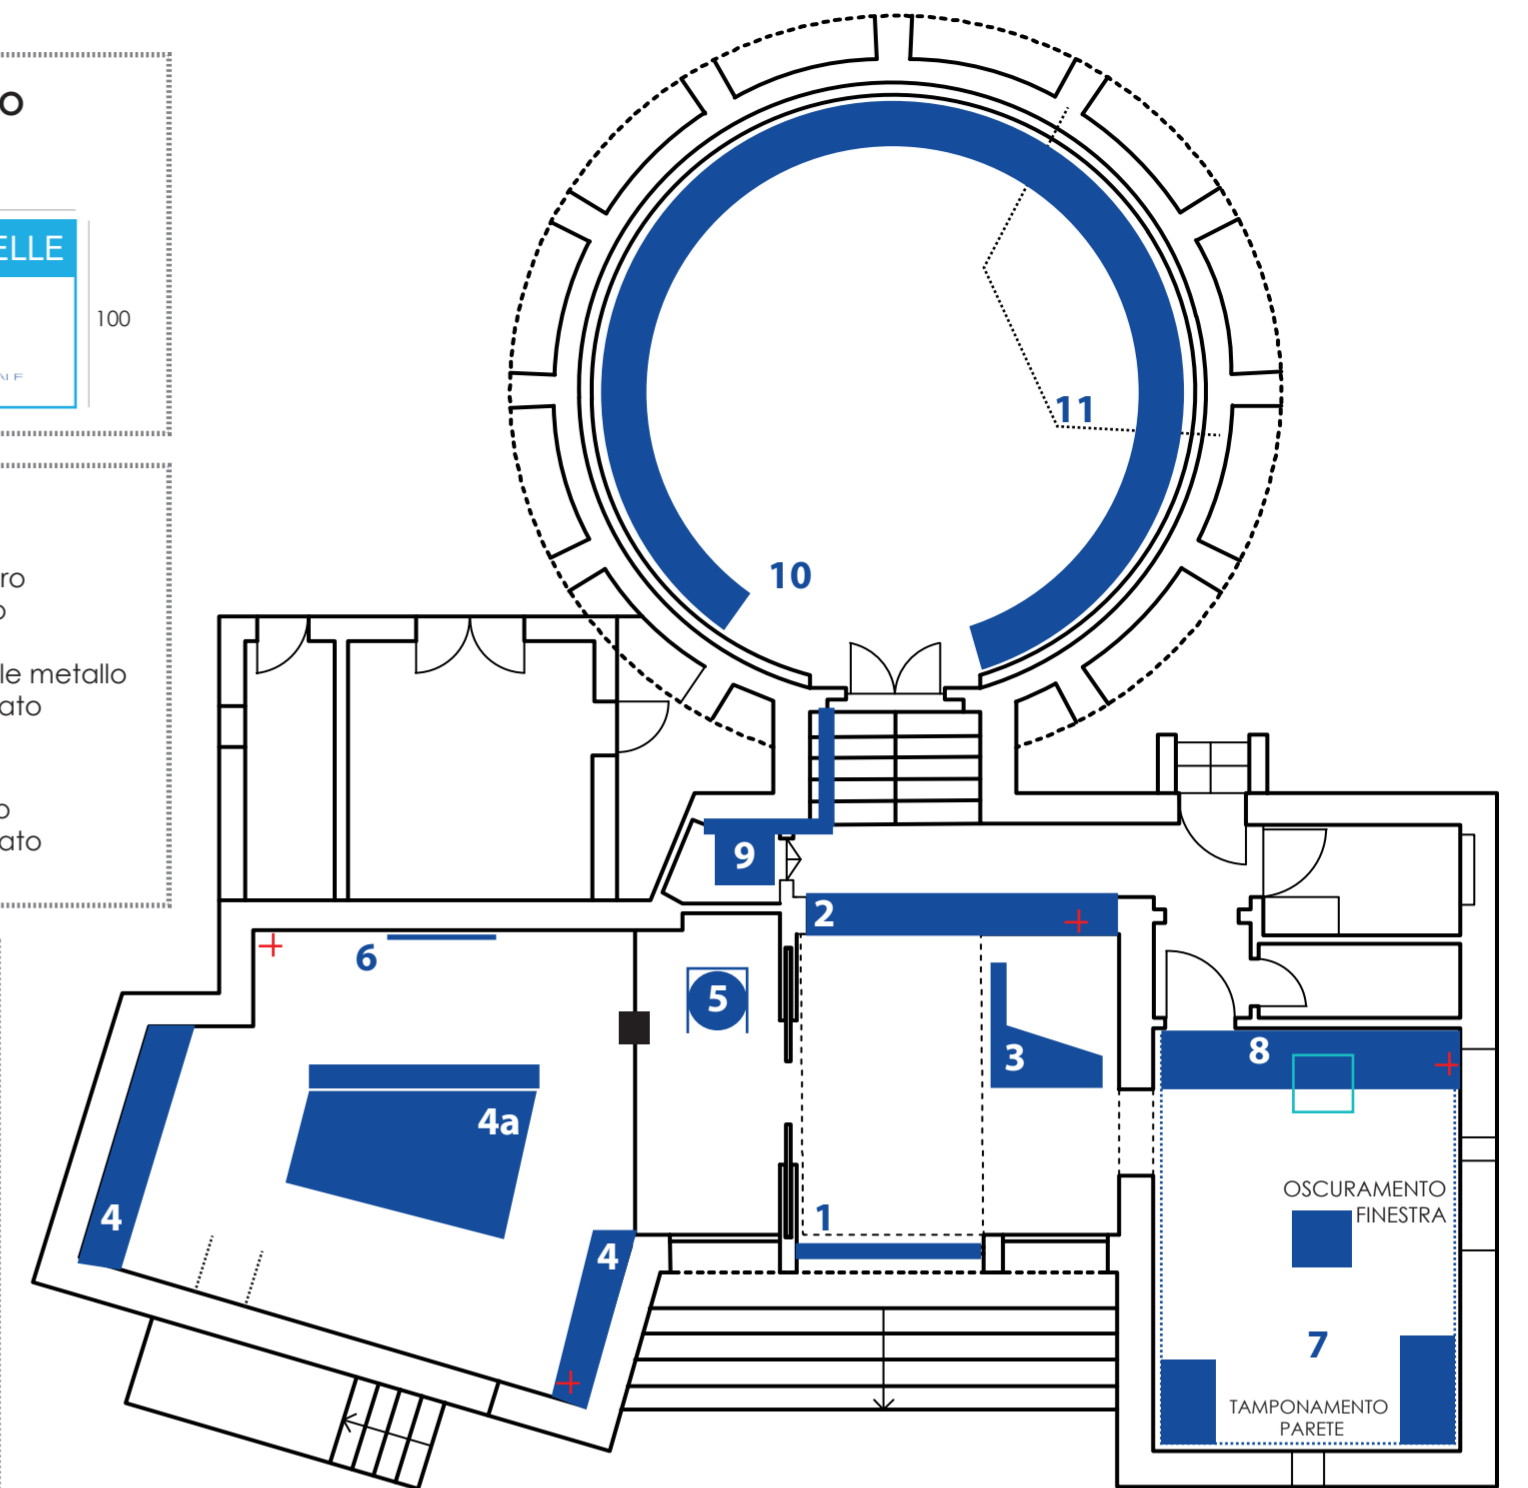 O
ELLE
100
ro
o
le metallo
ato
o
ato
11
10
9
2
6
5
3
8
4a
OSCURAMENTO
FINESTRA
4
1
4
7
TAMPONAMENTO
PARETE